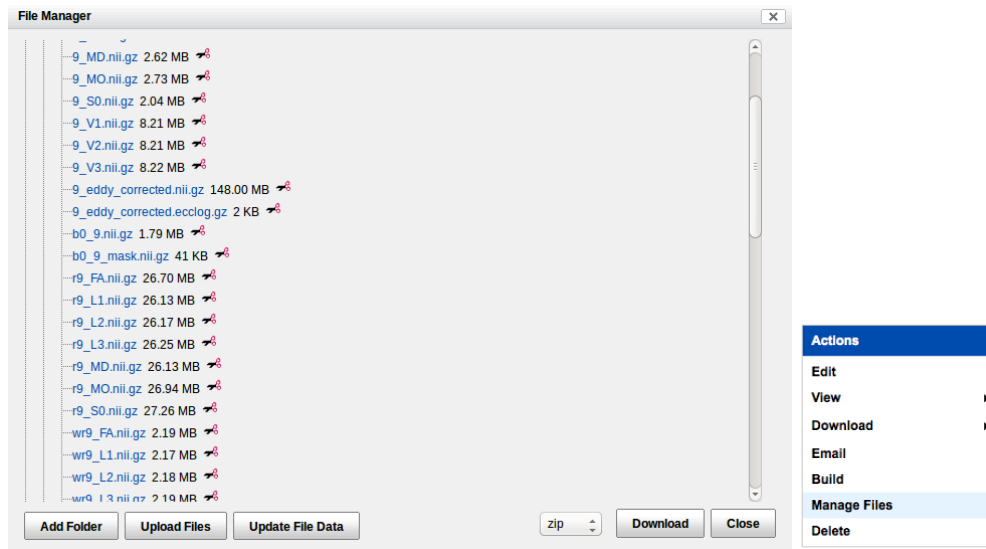 File Manager
9_MD.nii.gz 2.62 MB
9_MO.nii.gz 2.73 MB
9_S0.nii.gz 2.04 MB
9_V1.nii.gz 8.21 MB
9_V2.nii.gz 8.21 MB
9_V3.nii.gz 8.22 MB
9_eddy_corrected.nii.gz 148.00 MB
9_eddy_corrected.ecclog.gz 2 KB
b0_9.nii.gz 1.79 MB
b0_9_mask.nii.gz 41 KB
r9_FA.nii.gz 26.70 MB
r9_L1.nii.gz 26.13 MB
r9_L2.nii.gz 26.17 MB
r9_L3.nii.gz 26.25 MB
r9_MD.nii.gz 26.13 MB
r9_MO.nii.gz 26.94 MB
r9_S0.nii.gz 27.26 MB
wr9_FA.nii.gz 2.19 MB
wr9_L1.nii.gz 2.17 MB
wr9_L2.nii.gz 2.18 MB
wr9_L3.nii.gz 2.19 MB
Add Folder Upload Files Update File Data zip Download Close
Actions
Edit
View
Download
Email
Build
Manage Files
Delete